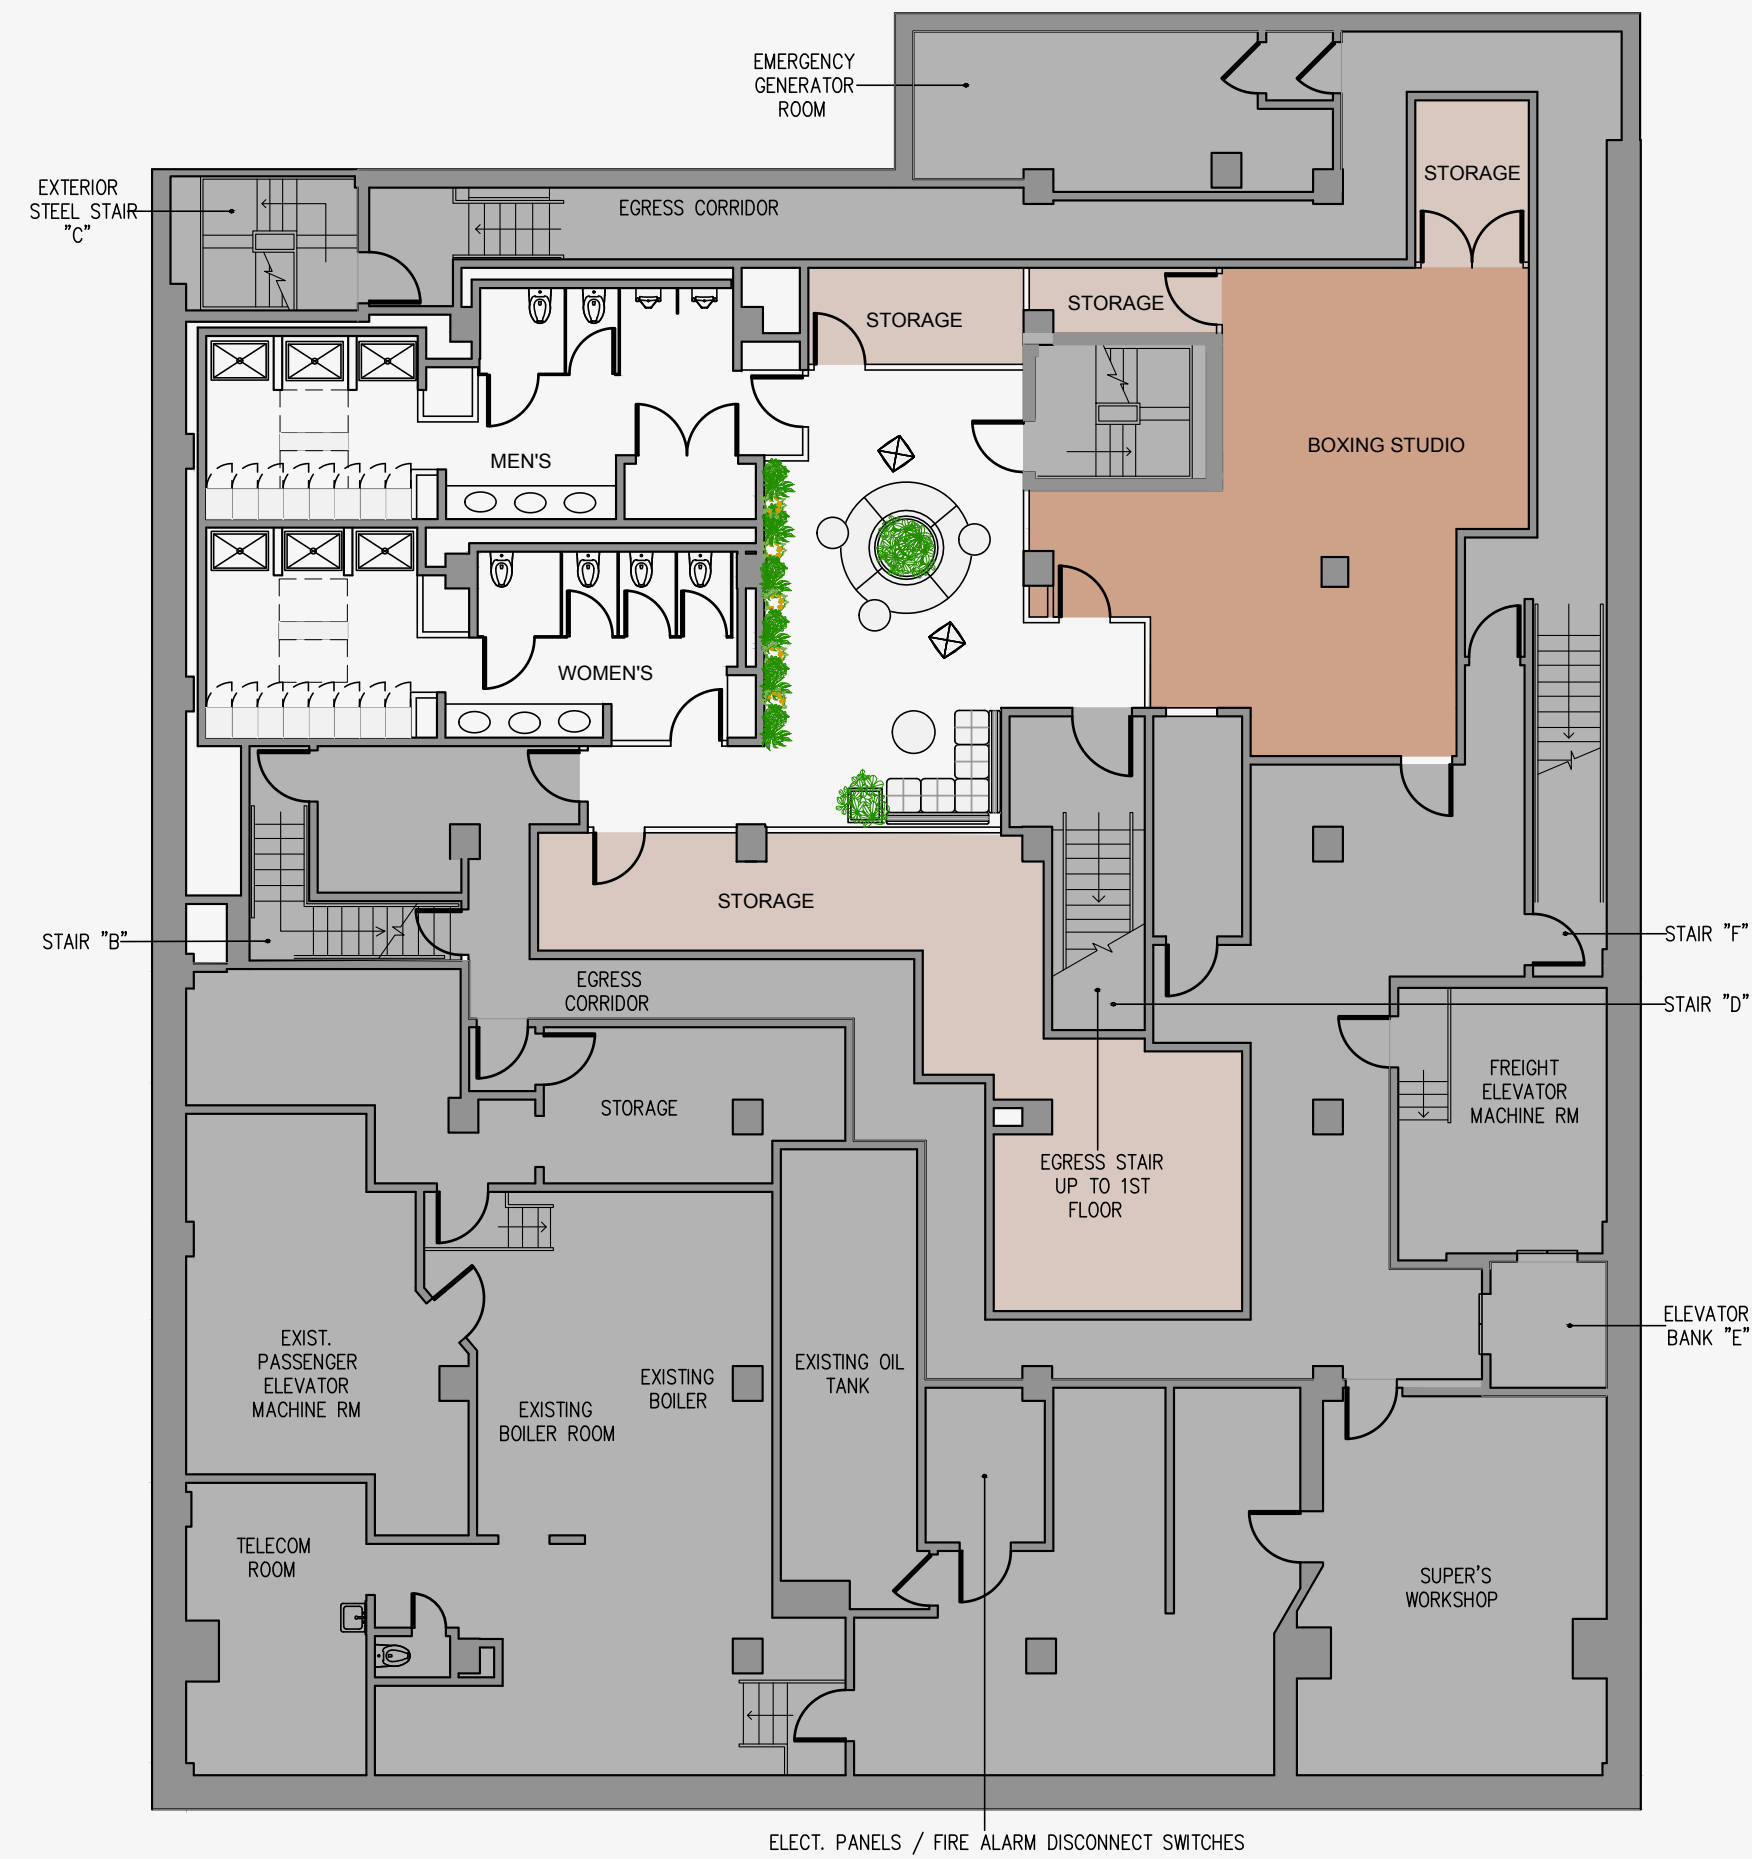 EMERGENCY
GENERATOR
ROOM
STORAGE
EXTERIOR
STEEL STAIR
"C"
EGRESS CORRIDOR
STORAGE
STORAGE
BOXING STUDIO
MEN'S
WOMEN'S
STORAGE
STAIR "B"
STAIR "F"
EGRESS
CORRIDOR
STAIR "D"
FREIGHT
ELEVATOR
MACHINE RM
STORAGE
EGRESS STAIR
UP TO 1ST
FLOOR
ELEVATOR
BANK "E"
EXIST.
PASSENGER
ELEVATOR
MACHINE RM
EXISTING
BOILER
EXISTING OIL
TANK
EXISTING
BOILER ROOM
TELECOM
ROOM
SUPER'S
WORKSHOP
ELECT. PANELS / FIRE ALARM DISCONNECT SWITCHES